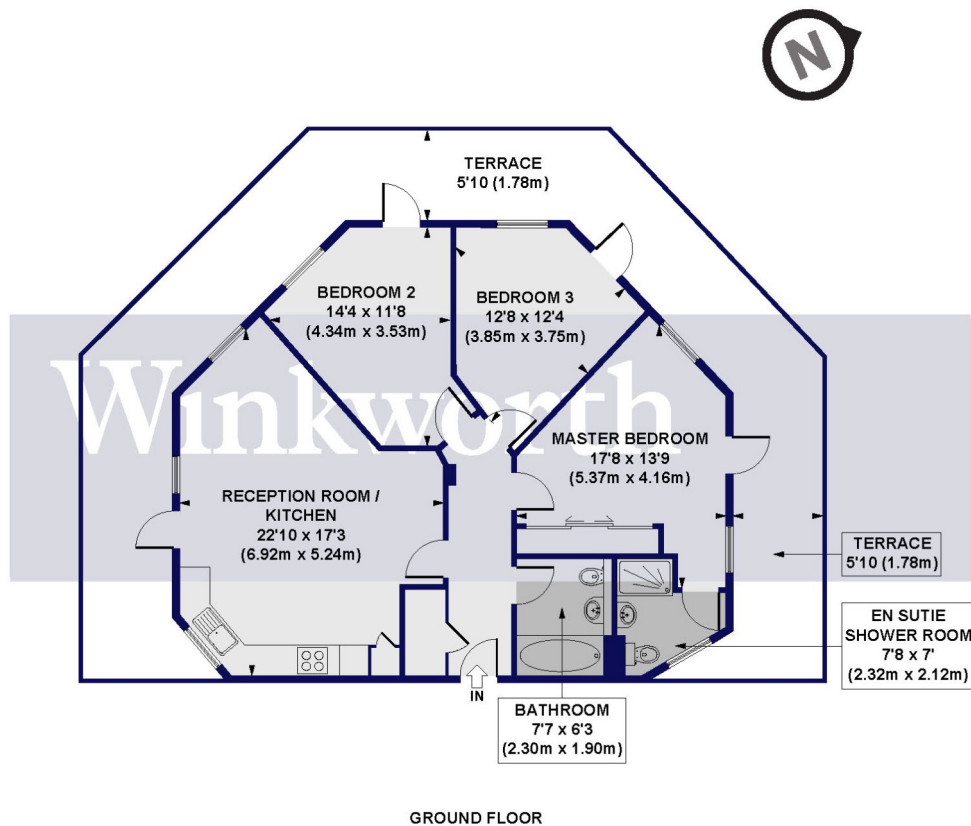 N
TERRACE
5'10 (1.78m)
BEDROOM 2
14'4 x 11'8
(4.34m x 3.53m)
BEDROOM 3
12'8 x 12'4
(3.85m x 3.75m)
Winkworth
MASTER BEDROOM
17'8 x 13'9
(5.37m x 4.16m)
RECEPTION ROOM /
KITCHEN
22'10 x 17'3
(6.92m x 5.24m)
TERRACE
5'10 (1.78m)
EN SUTIE
SHOWER ROOM
7'8 x 7'
(2.32m x 2.12m)
IN
BATHROOM
7'7 x 6'3
(2.30m x 1.90m)
GROUND FLOOR